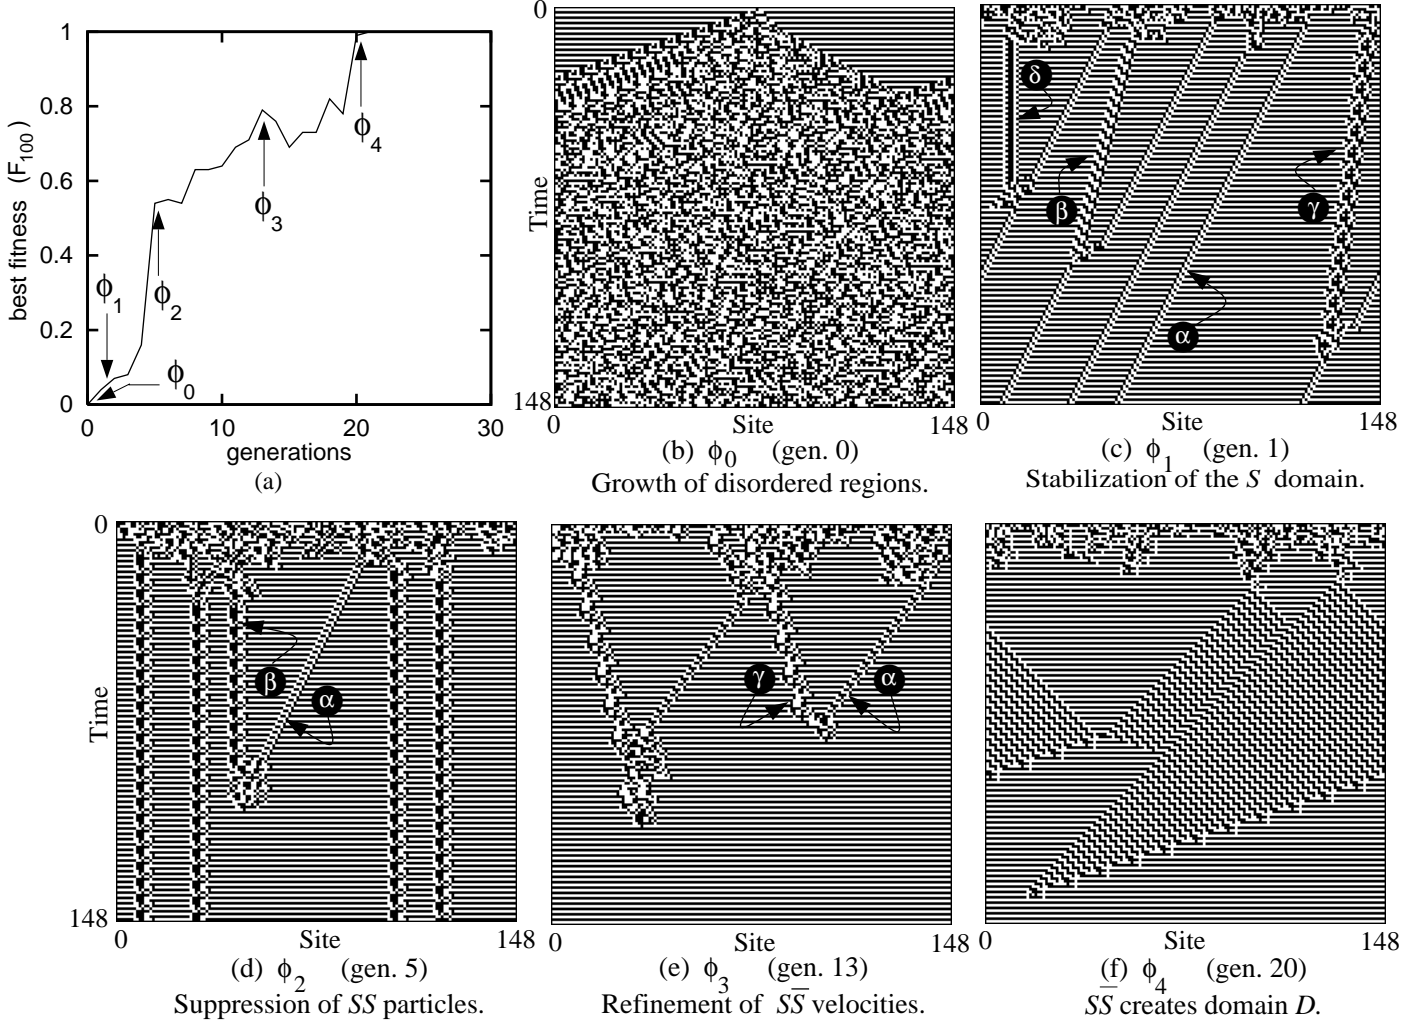 1
0.8
0.6
0.4
0.2
0
best fitness (F₁₀₀)
ϕ₁
ϕ₂
ϕ₀
ϕ₃
ϕ₄
0 10 20 30
generations
(a)
0
Time
148
0 Site 148
(b) ϕ₀ (gen. 0)
Growth of disordered regions.
δ
β
γ
α
0 Site 148
(c) ϕ₁ (gen. 1)
Stabilization of the S domain.
0
Time
148
β
α
0 Site 148
(d) ϕ₂ (gen. 5)
Suppression of SS particles.
γ
α
0 Site 148
(e) ϕ₃ (gen. 13)
Refinement of SS̅ velocities.
0 Site 148
(f) ϕ₄ (gen. 20)
SS̅ creates domain D.